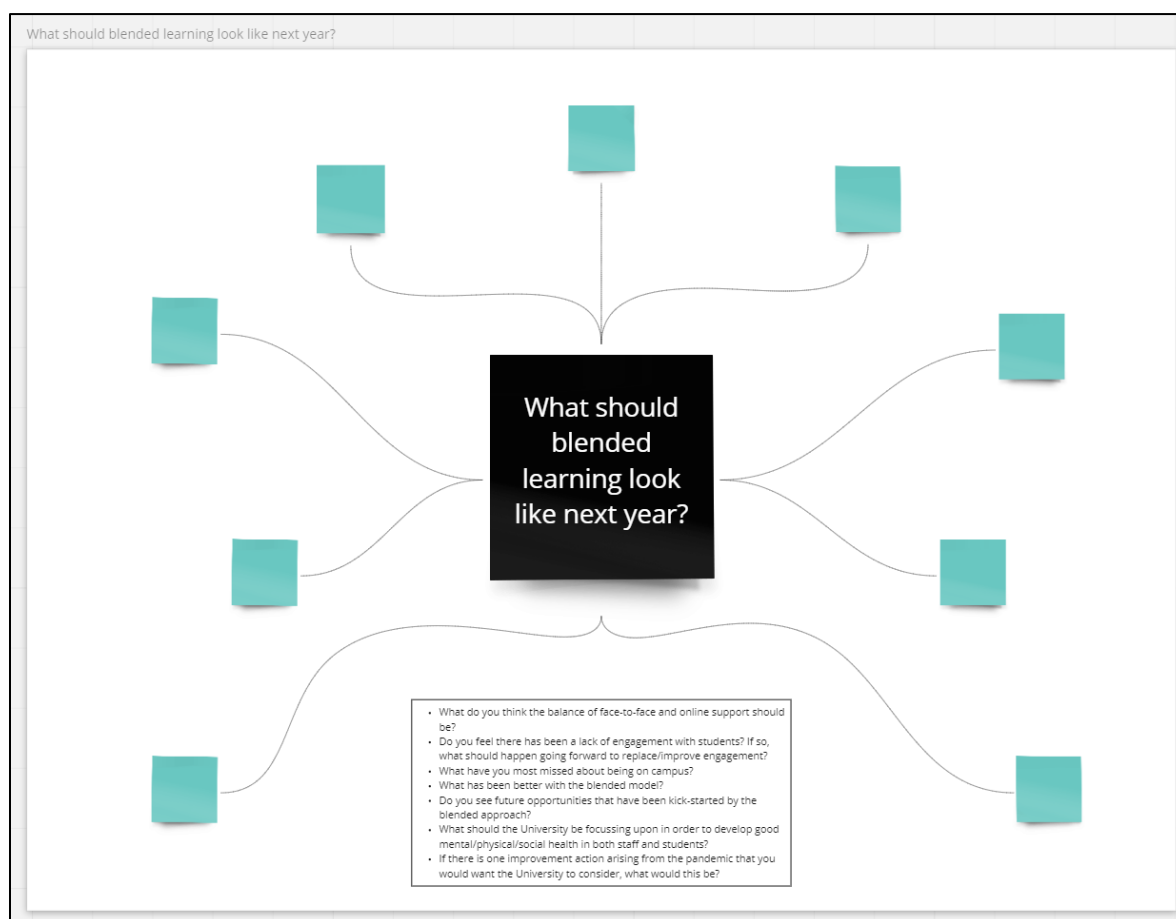 What should blended learning look like next year?
What should
blended
learning look
like next year?
• What do you think the balance of face-to-face and online support should
be?
• Do you feel there has been a lack of engagement with students? If so,
what should happen going forward to replace/improve engagement?
• What have you most missed about being on campus?
• What has been better with the blended model?
• Do you see future opportunities that have been kick-started by the
blended approach?
• What should the University be focussing upon in order to develop good
mental/physical/social health in both staff and students?
• If there is one improvement action arising from the pandemic that you
would want the University to consider, what would this be?